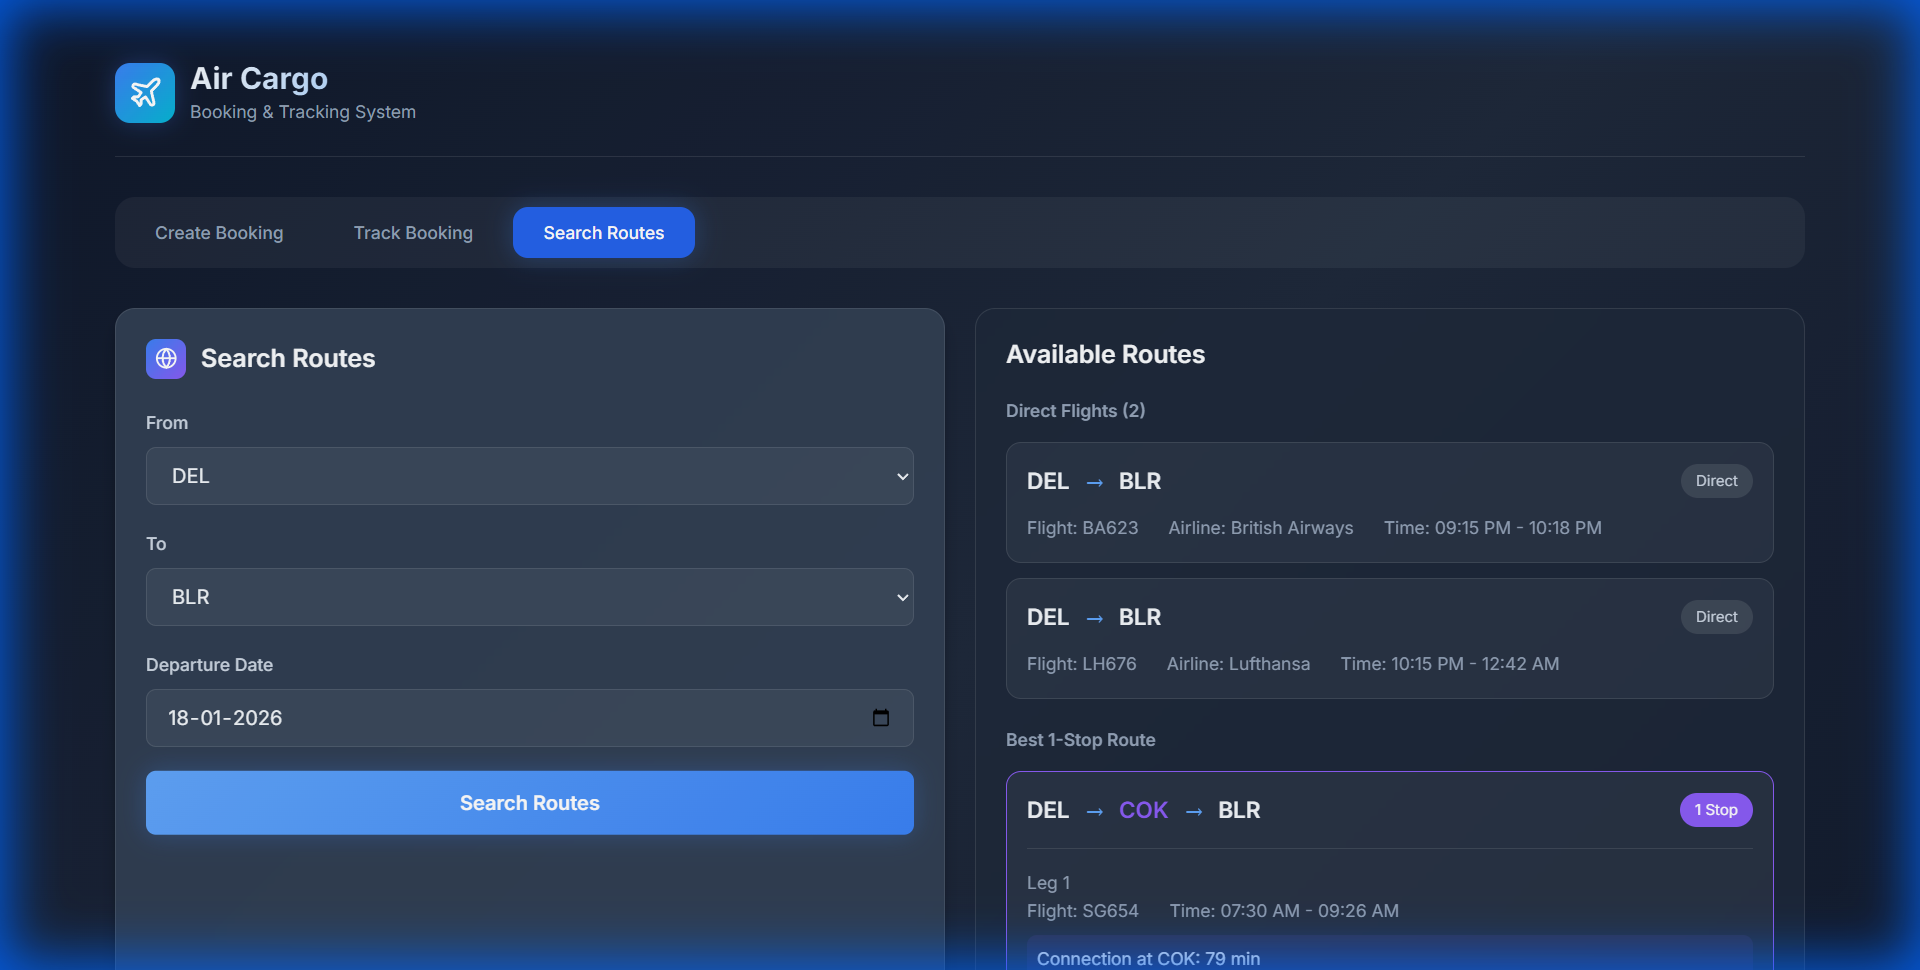 Air Cargo
Booking & Tracking System
Create Booking
Track Booking
Search Routes
Search Routes
From
DEL
To
BLR
Departure Date
18-01-2026
Search Routes
Available Routes
Direct Flights (2)
DEL → BLR
Direct
Flight: BA623 Airline: British Airways Time: 09:15 PM - 10:18 PM
DEL → BLR
Direct
Flight: LH676 Airline: Lufthansa Time: 10:15 PM - 12:42 AM
Best 1-Stop Route
DEL → COK → BLR
1 Stop
Leg 1
Flight: SG654 Time: 07:30 AM - 09:26 AM
Connection at COK: 79 min